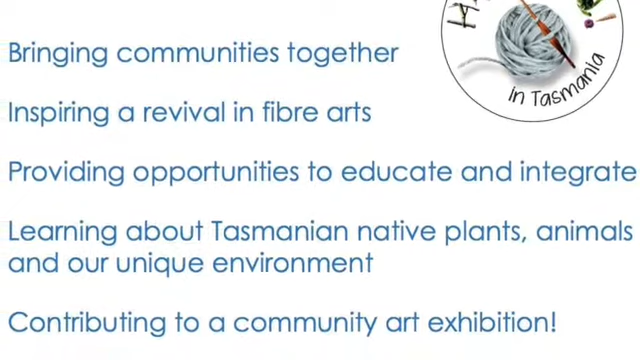 Bringing communities together
Inspiring a revival in fibre arts
Providing opportunities to educate and integrate
Learning about Tasmanian native plants, animals
and our unique environment
Contributing to a community art exhibition!
in Tasmania